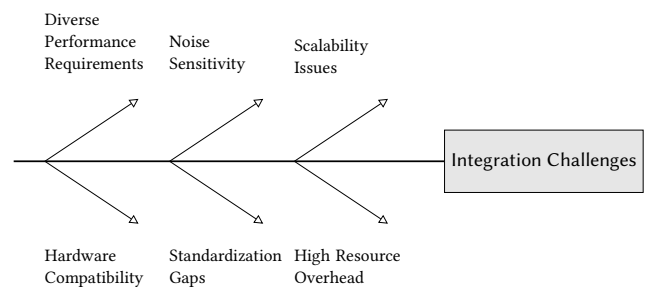 Diverse
Performance
Requirements
Noise
Sensitivity
Scalability
Issues
Integration Challenges
Hardware
Compatibility
Standardization
Gaps
High Resource
Overhead